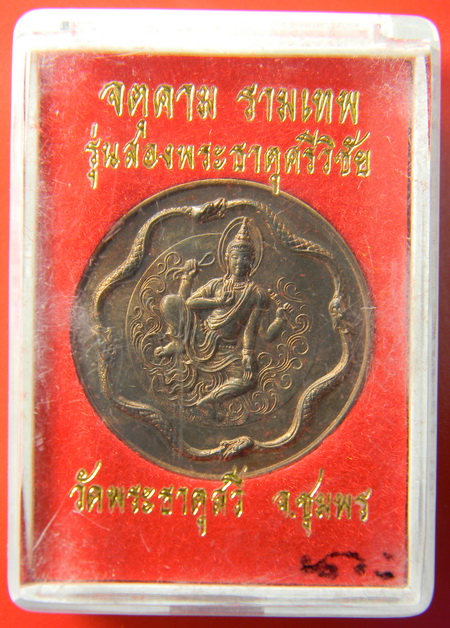 จตุคาม รามเทพ
รุ่นสองพระธาตุศรีวิชัย
วัดพระธาตุสวี จ.ชุมพร